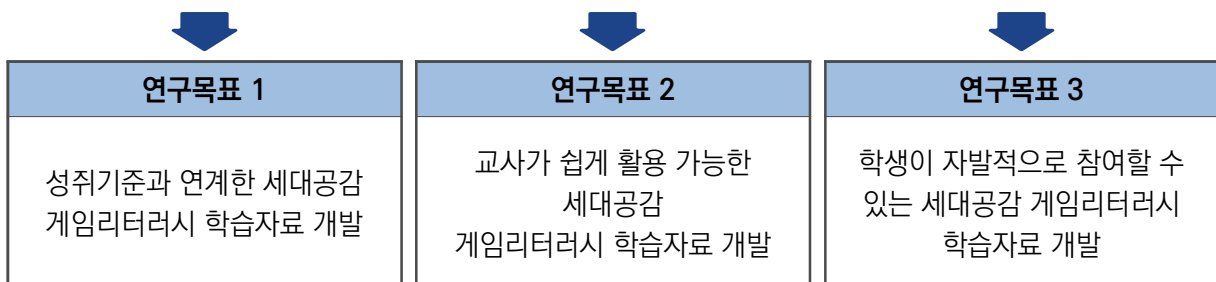 연구목표 1
성취기준과 연계한 세대공감
게임리터러시 학습자료 개발
연구목표 2
교사가 쉽게 활용 가능한
세대공감
게임리터러시 학습자료 개발
연구목표 3
학생이 자발적으로 참여할 수
있는 세대공감 게임리터러시
학습자료 개발